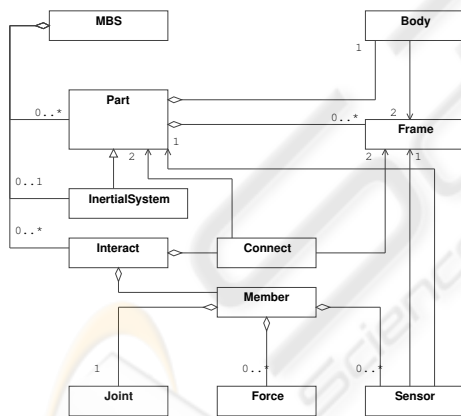 MBS
Body
1
Part
0..*
0..*
2
Frame
2
1
2
1
0..1
InertialSystem
0..*
Interact
Connect
Member
1
0..*
0..*
Joint
Force
Sensor
Science